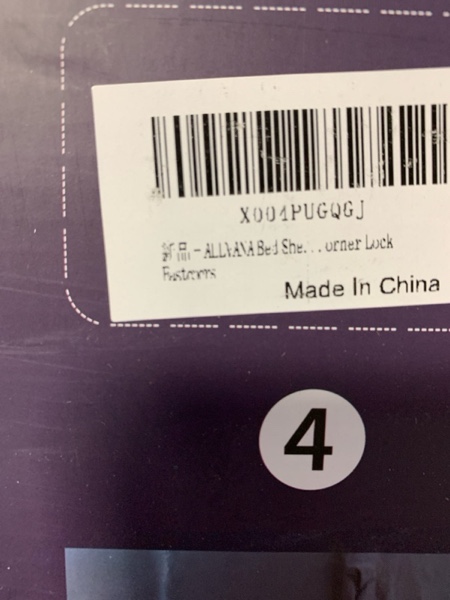 X004PUGQGJ
新品 - ALLNANA Bed She... orner Lock
Fasteners
Made In China
4